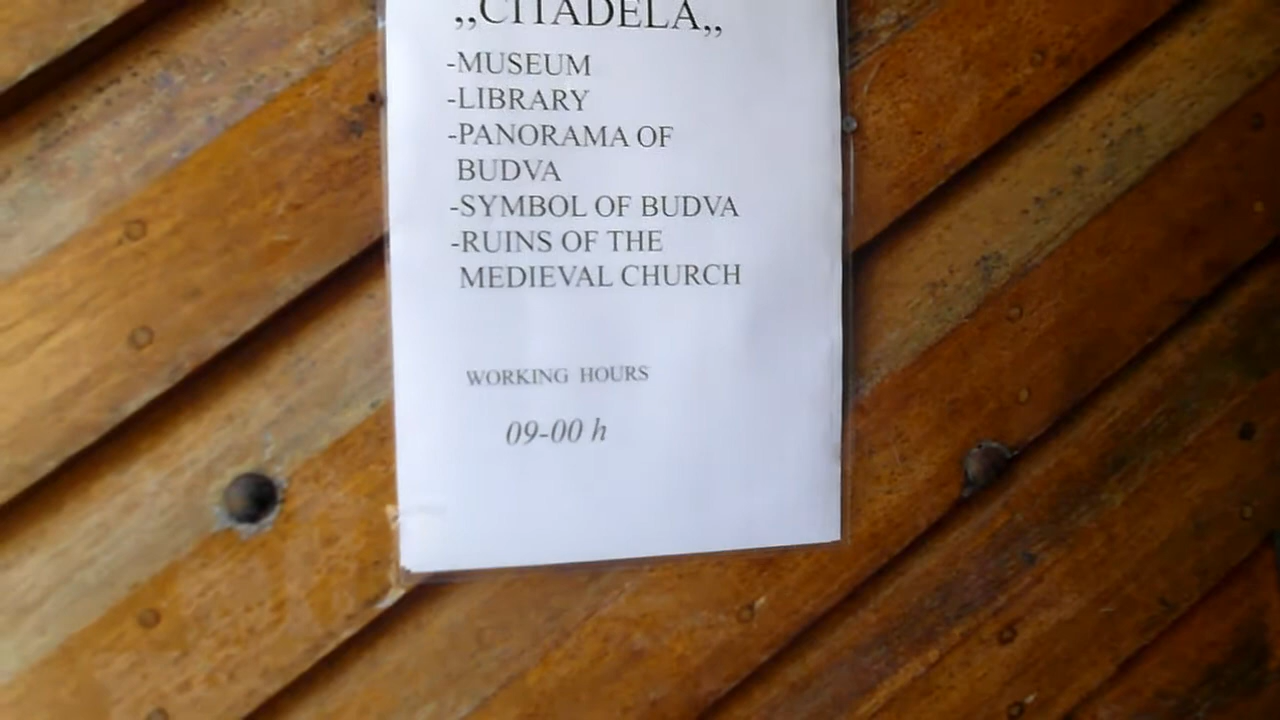 ,,CITADELA,,
-MUSEUM
-LIBRARY
-PANORAMA OF
BUDVA
-SYMBOL OF BUDVA
-RUINS OF THE
MEDIEVAL CHURCH
WORKING HOURS
09-00 h